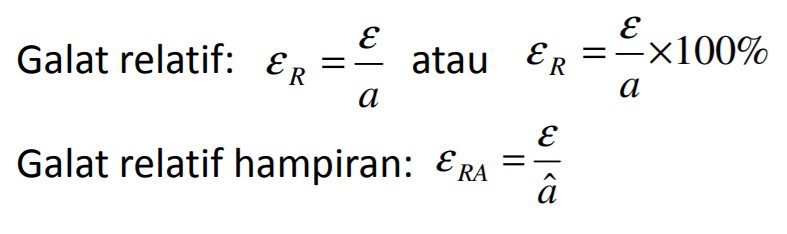 Galat relatif: ε_R = ε/a atau ε_R = ε/a ×100%
Galat relatif hampiran: ε_RA = ε/â